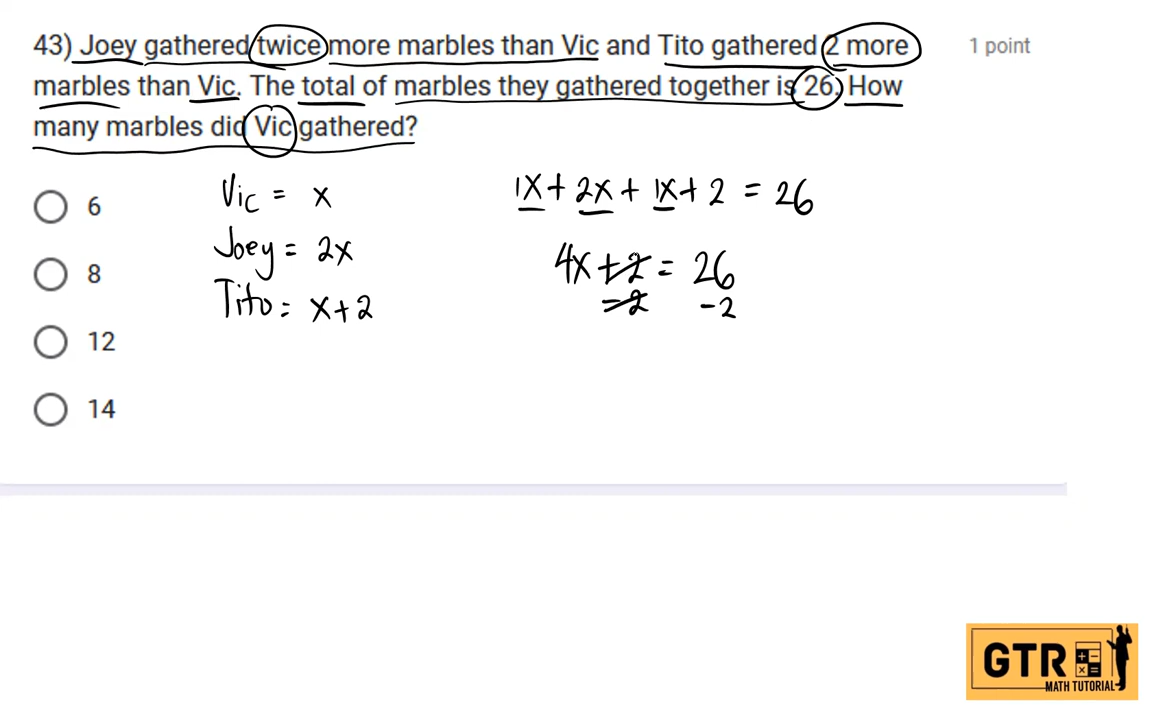 43) Joey gathered twice more marbles than Vic and Tito gathered 2 more
1 point
marbles than Vic. The total of marbles they gathered together is 26. How
many marbles did Vic gathered?
6
8
12
14
Vic = x
Joey = 2x
Tito = x+2
1x + 2x + 1x + 2 = 26
4x + 2 = 26
-2 -2
GTR
MATH TUTORIAL